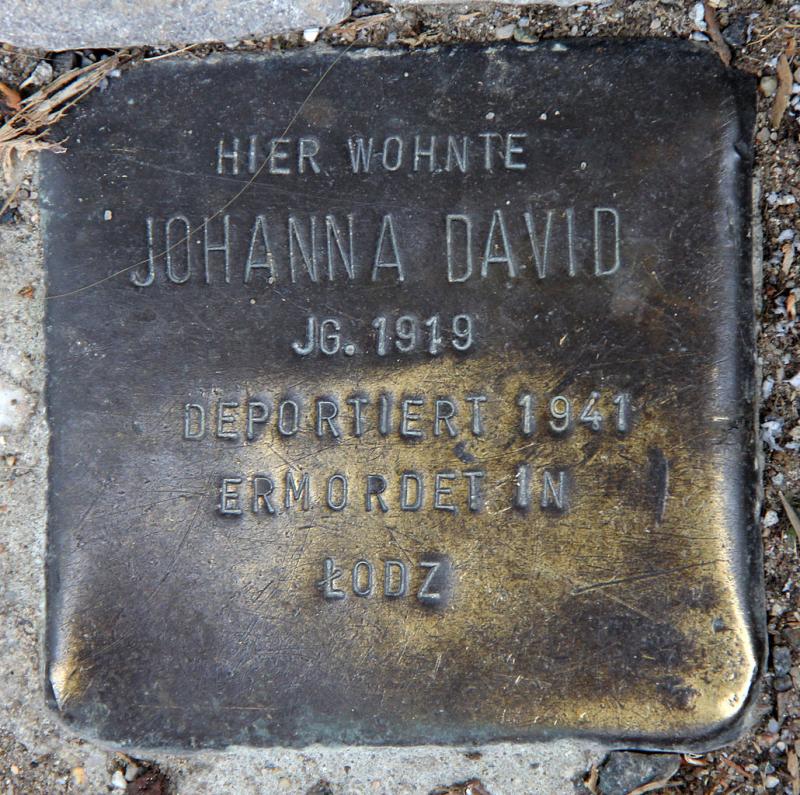 HIER WOHNTE
JOHANNA DAVID
JG. 1919
DEPORTIERT 1941
ERMORDET IN
ŁODZ